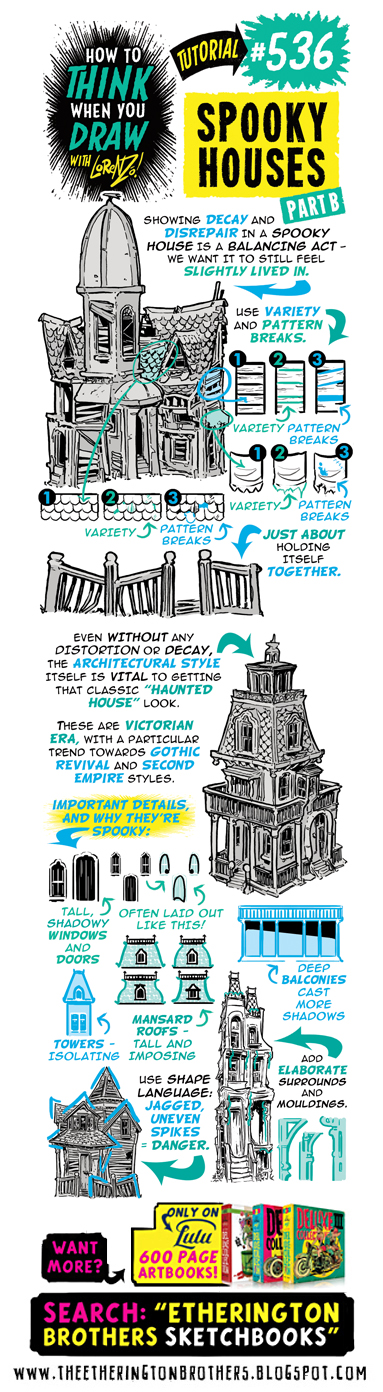 HOW TO
THINK
WHEN YOU
DRAW
WITH LORENZO!
TUTORIAL
#536
SPOOKY
HOUSES
PART B
SHOWING DECAY AND
DISREPAIR IN A SPOOKY
HOUSE IS A BALANCING ACT -
WE WANT IT TO STILL FEEL
SLIGHTLY LIVED IN.
USE VARIETY
AND PATTERN
BREAKS.
1 2 3
VARIETY PATTERN
BREAKS
1 2 3
VARIETY PATTERN
BREAKS
1 2 3
VARIETY PATTERN
BREAKS
JUST ABOUT
HOLDING
ITSELF
TOGETHER.
EVEN WITHOUT ANY
DISTORTION OR DECAY,
THE ARCHITECTURAL STYLE
ITSELF IS VITAL TO GETTING
THAT CLASSIC "HAUNTED
HOUSE" LOOK.
THESE ARE VICTORIAN
ERA, WITH A PARTICULAR
TREND TOWARDS GOTHIC
REVIVAL AND SECOND
EMPIRE STYLES.
IMPORTANT DETAILS,
AND WHY THEY'RE
SPOOKY:
TALL,
SHADOWY
WINDOWS
AND
DOORS
OFTEN LAID OUT
LIKE THIS!
DEEP
BALCONIES
CAST
MORE
SHADOWS
TOWERS -
ISOLATING
MANSARD
ROOFS -
TALL AND
IMPOSING
ADD
ELABORATE
SURROUNDS
AND
MOULDINGS.
USE SHAPE
LANGUAGE:
JAGGED,
UNEVEN
SPIKES
= DANGER.
WANT
MORE?
ONLY ON
Lulu
600 PAGE
ARTBOOKS!
SEARCH: "ETHERINGTON
BROTHERS SKETCHBOOKS"
WWW.THEETHERINGTONBROTHERS.BLOGSPOT.COM